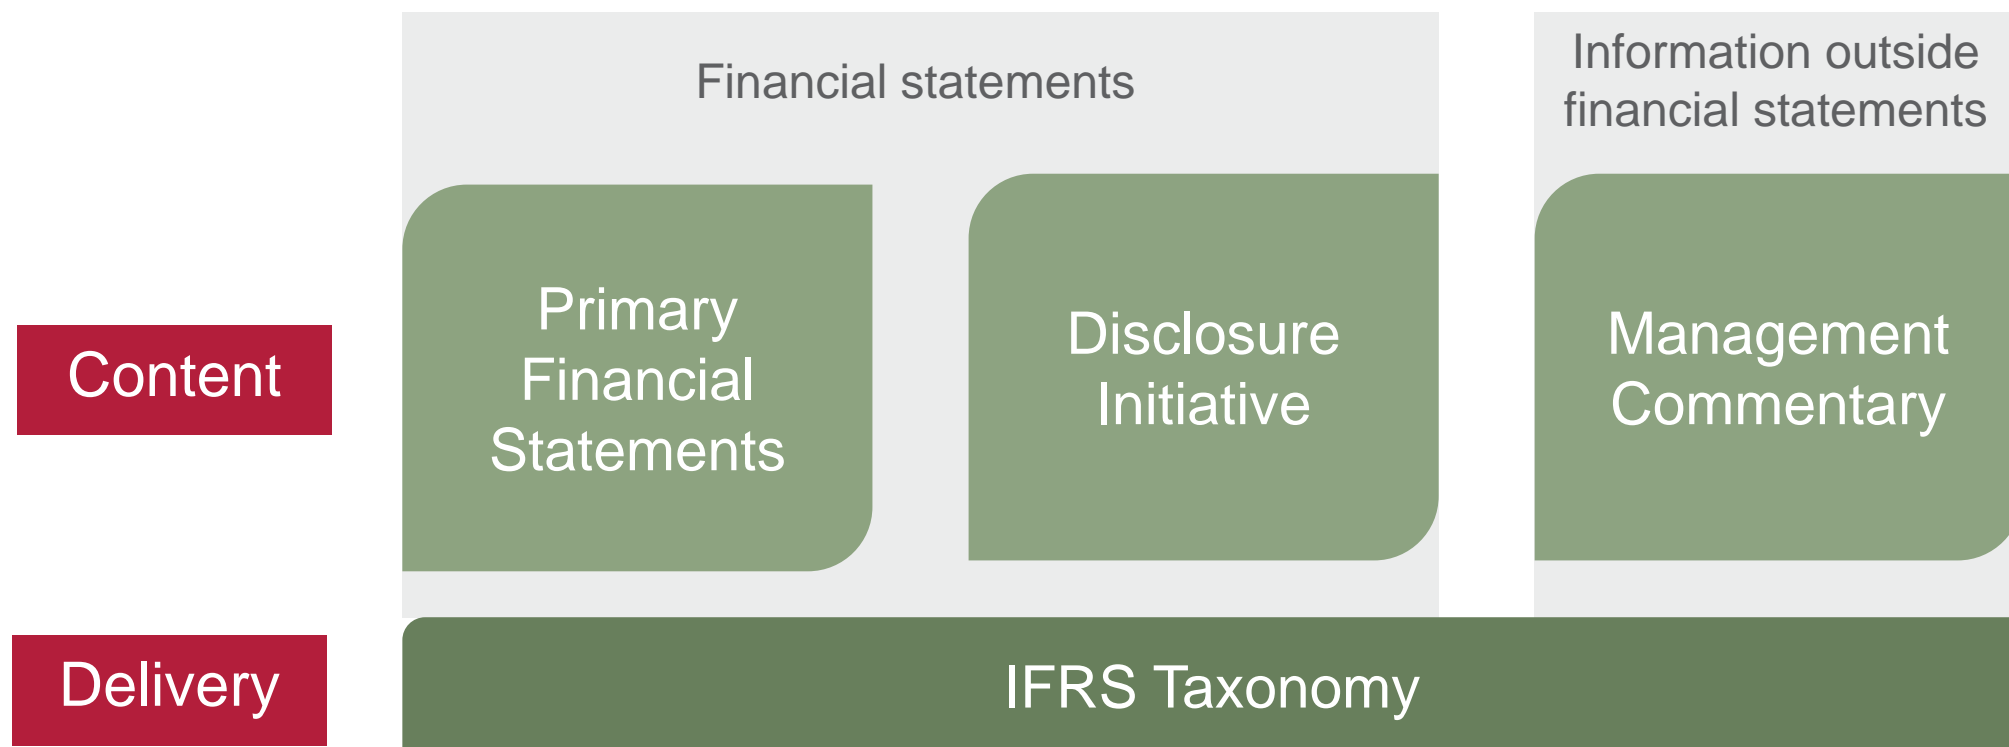 Financial statements
Information outside
financial statements
Content
Primary
Financial
Statements
Disclosure
Initiative
Management
Commentary
Delivery
IFRS Taxonomy